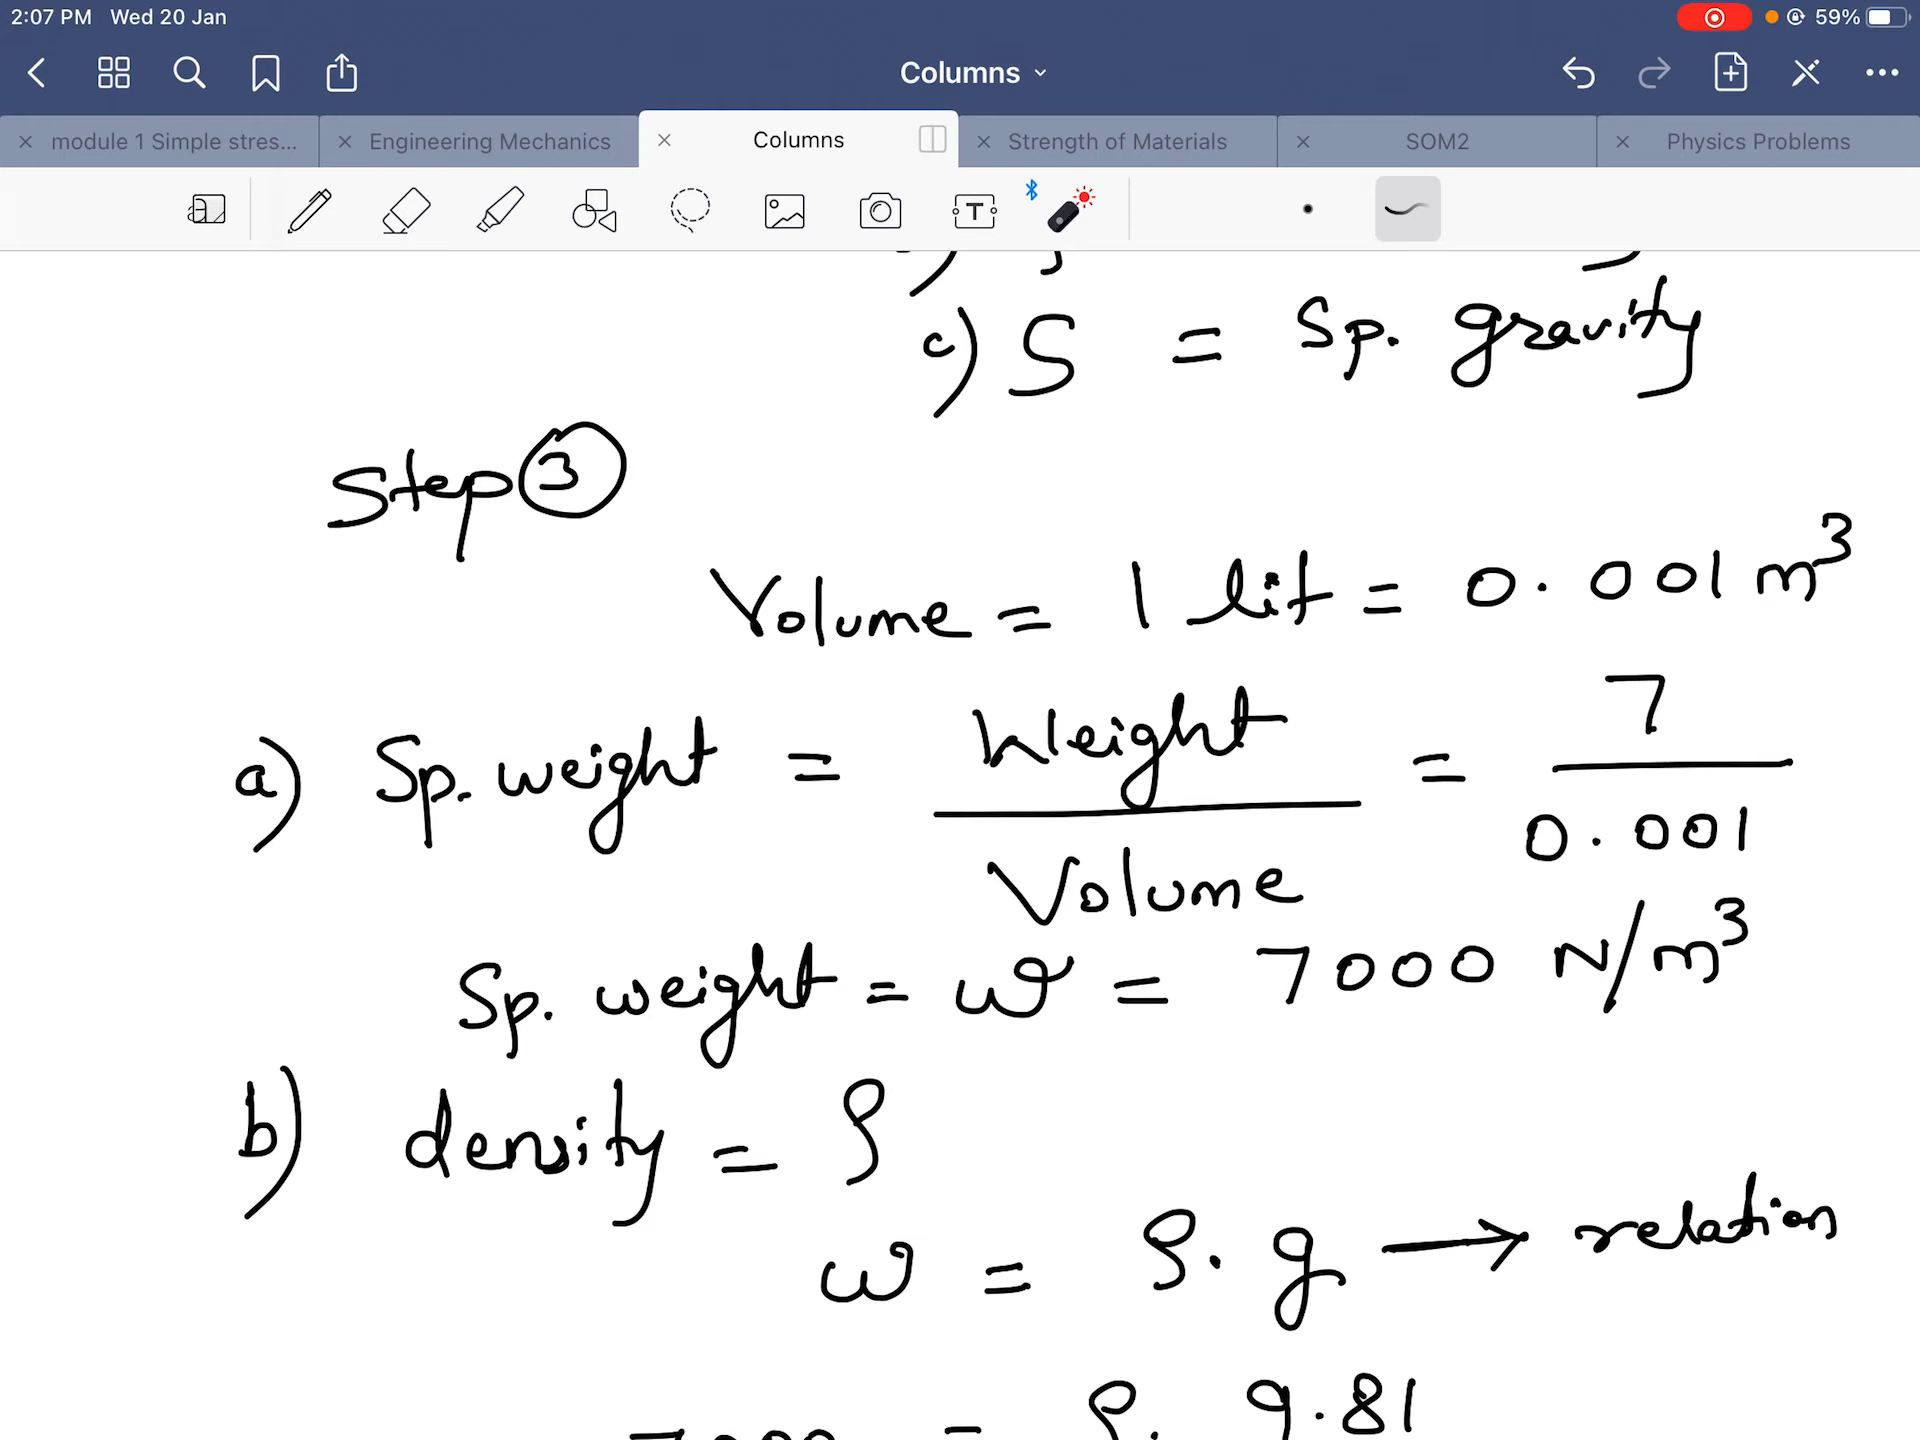 2:07 PM Wed 20 Jan
59%
Columns
module 1 Simple stres...
Engineering Mechanics
Columns
Strength of Materials
SOM2
Physics Problems
c) S = Sp. gravity
Step 3
Volume = 1 lit = 0.001 m³
a) Sp. weight = Weight / Volume = 7 / 0.001
Sp. weight = w = 7000 N/m³
b) density = ρ
w = ρ. g → relation
7000 = ρ. 9.81